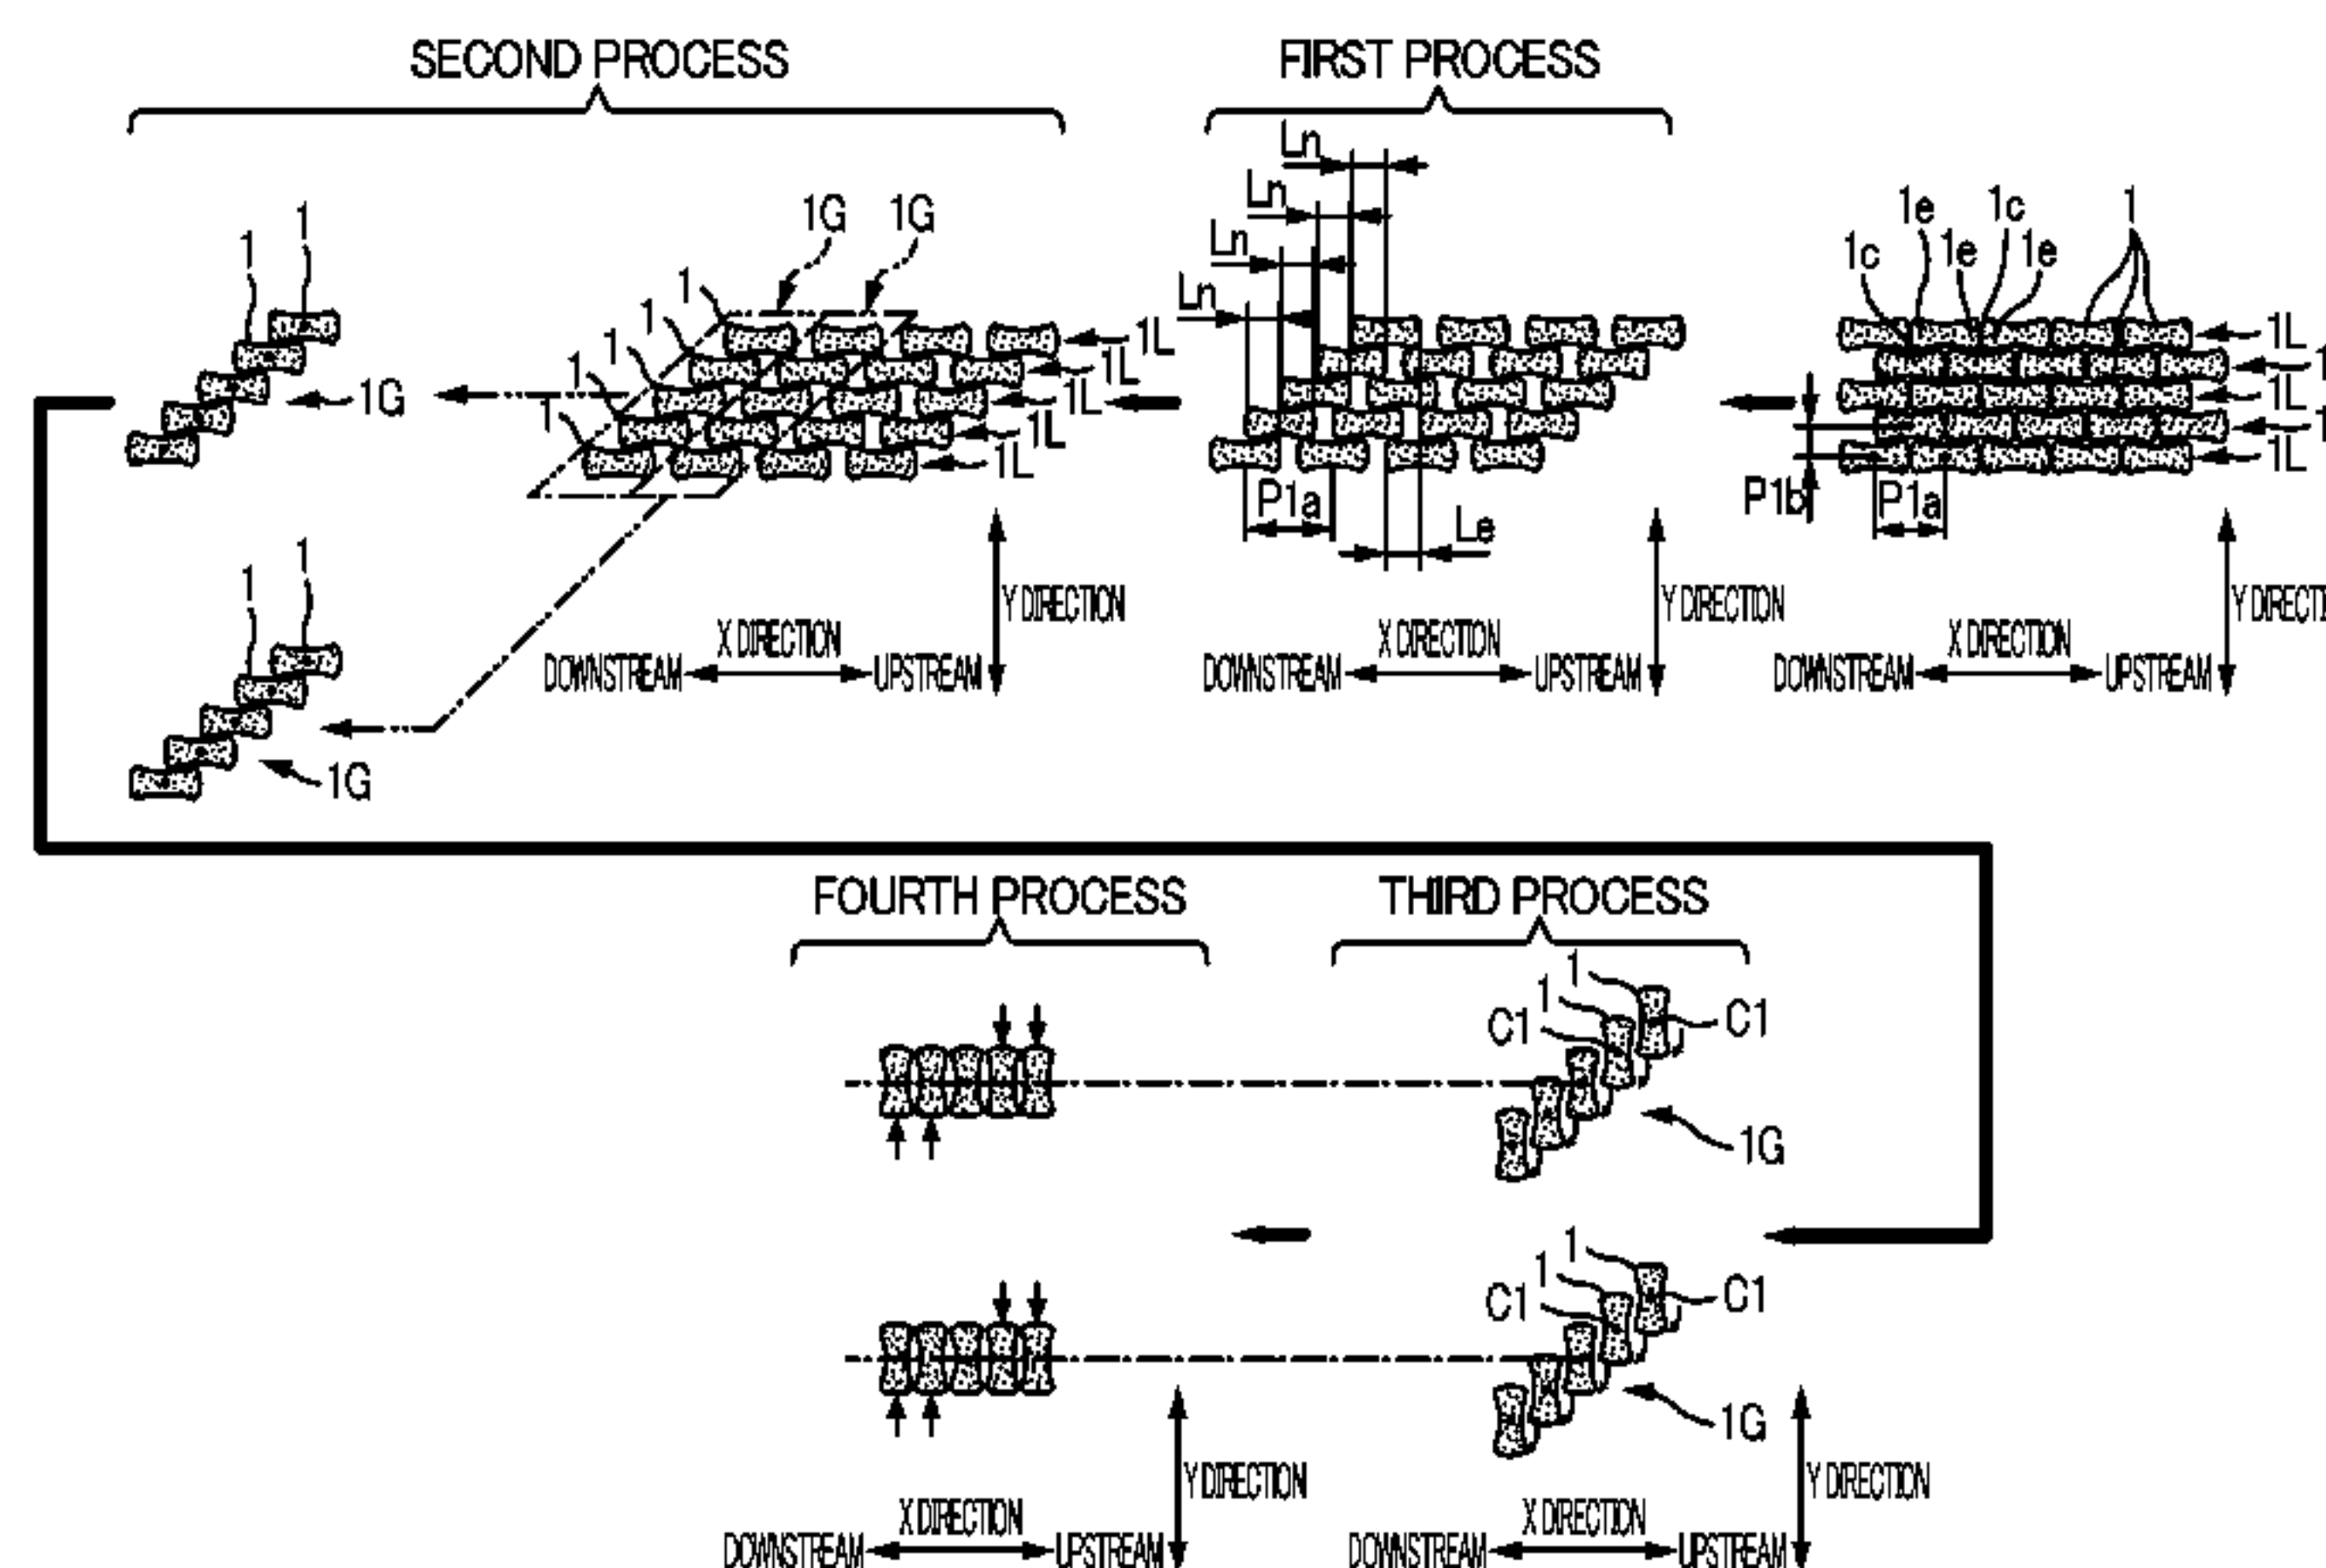 SECOND PROCESS
FIRST PROCESS
Ln
Ln
Ln
Ln
1G 1G
1 1
1
1
1
1
1
1G
1L
1L
1L
1L
1L
P1a
Le
1e 1c 1
1c 1e 1e
1L
1L
1L
P1b
P1a
1 1
1G
Y DIRECTION
X DIRECTION
DOWNSTREAM UPSTREAM
Y DIRECTION
X DIRECTION
DOWNSTREAM UPSTREAM
X DIRECTION
DOWNSTREAM UPSTREAM
FOURTH PROCESS
THIRD PROCESS
1
1
C1 C1
1G
1
1
C1 C1
1G
Y DIRECTION
X DIRECTION
DOWNSTREAM UPSTREAM
Y DIRECTION
X DIRECTION
DOWNSTREAM UPSTREAM